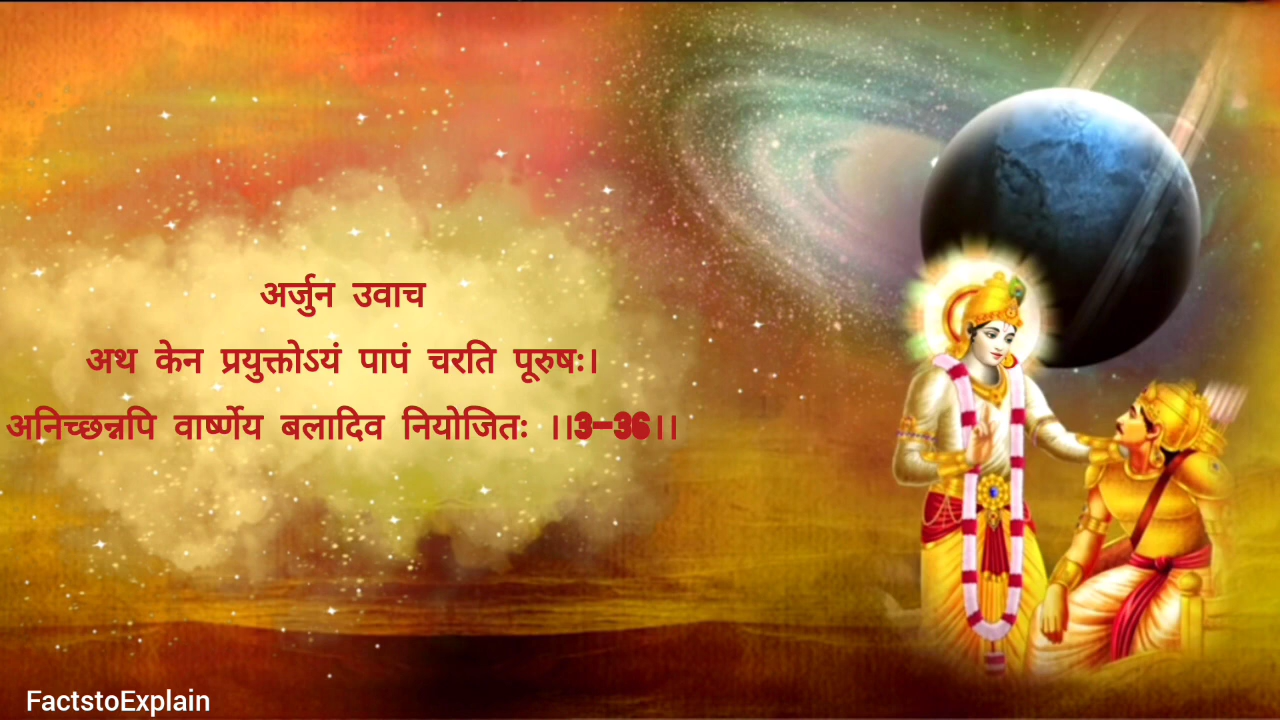 अर्जुन उवाच
अथ केन प्रयुक्तोऽयं पापं चरति पूरुषः।
अनिच्छन्नपि वार्ष्णेय बलादिव नियोजितः ।।3-36।।
FactstoExplain